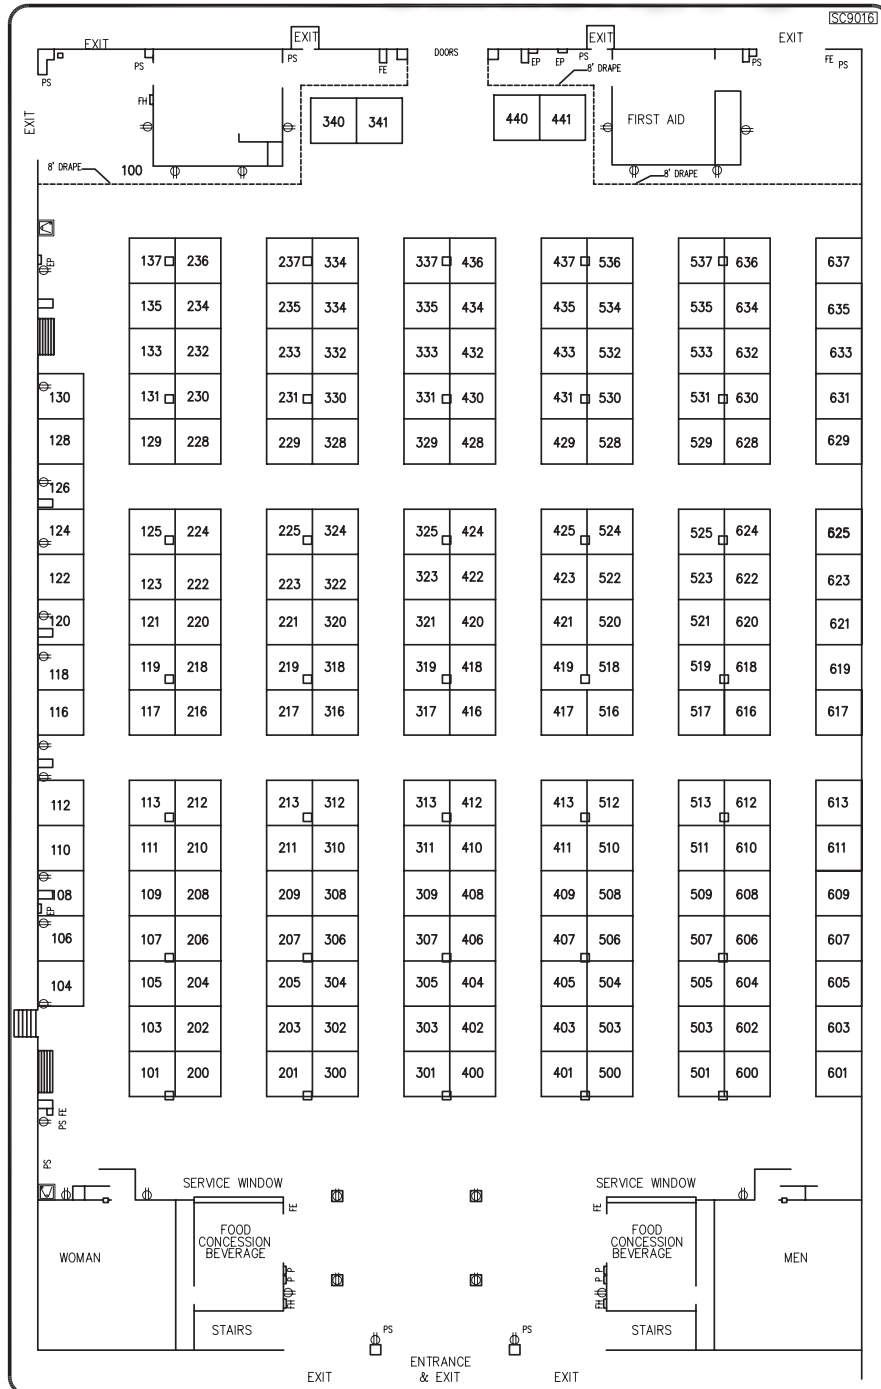 SC9016
EXIT
EXIT
EXIT
EXIT
DOORS
PS
PS
PS
FE
EP
EP
PS
PS
FE
PS
8' DRAPE
EXIT
FH
340 341
440 441
FIRST AID
8' DRAPE
100
8' DRAPE
EP
137 236 237 334 337 436 437 536 537 636 637
135 234 235 334 335 434 435 534 535 634 635
133 232 233 332 333 432 433 532 533 632 633
130 131 230 231 330 331 430 431 530 531 630 631
128 129 228 229 328 329 428 429 528 529 628 629
126
124 125 224 225 324 325 424 425 524 525 624 625
122 123 222 223 322 323 422 423 522 523 622 623
120 121 220 221 320 321 420 421 520 521 620 621
118 119 218 219 318 319 418 419 518 519 618 619
116 117 216 217 316 317 416 417 516 517 616 617
112 113 212 213 312 313 412 413 512 513 612 613
110 111 210 211 310 311 410 411 510 511 610 611
108 109 208 209 308 309 408 409 508 509 608 609
EP
106 107 206 207 306 307 406 407 506 507 606 607
104 105 204 205 304 305 404 405 504 505 604 605
103 202 203 302 303 402 403 503 503 602 603
101 200 201 300 301 400 401 500 501 600 601
PS FE
PS
SERVICE WINDOW
SERVICE WINDOW
FE
FE
WOMAN
FOOD
CONCESSION
BEVERAGE
FOOD
CONCESSION
BEVERAGE
MEN
P
P
FH
P
P
FH
STAIRS
STAIRS
PS
PS
ENTRANCE
& EXIT
EXIT
EXIT